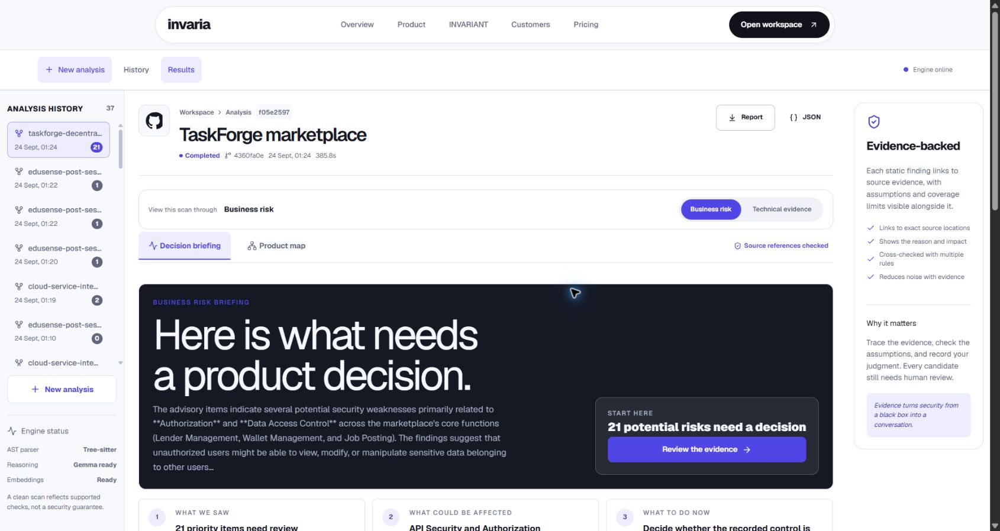 invaria
Overview
Product
INVARIANT
Customers
Pricing
Open workspace
New analysis
History
Results
Engine online
ANALYSIS HISTORY 37
taskforge-decentra...
24 Sept, 01:24 21
edusense-post-ses...
24 Sept, 01:22 1
edusense-post-ses...
24 Sept, 01:22 1
edusense-post-ses...
24 Sept, 01:20 1
cloud-service-inte...
24 Sept, 01:19 2
edusense-post-ses...
24 Sept, 01:10 0
cloud-service-inte...
+ New analysis
Engine status
AST parser Tree-sitter
Reasoning Gemma ready
Embeddings Ready
A clean scan reflects supported
checks, not a security guarantee.
Workspace > Analysis f05e2597
TaskForge marketplace
Completed 4360fa0e 24 Sept, 01:24 385.8s
Report
{} JSON
View this scan through Business risk
Business risk
Technical evidence
Decision briefing
Product map
Source references checked
BUSINESS RISK BRIEFING
Here is what needs
a product decision.
The advisory items indicate several potential security weaknesses primarily related to
**Authorization** and **Data Access Control** across the marketplace's core functions
(Lender Management, Wallet Management, and Job Posting). The findings suggest that
unauthorized users might be able to view, modify, or manipulate sensitive data belonging
to other users...
START HERE
21 potential risks need a decision
Review the evidence →
1 WHAT WE SAW
21 priority items need review
2 WHAT COULD BE AFFECTED
API Security and Authorization
3 WHAT TO DO NOW
Decide whether the recorded control is
Evidence-backed
Each static finding links to
source evidence, with
assumptions and coverage
limits visible alongside it.
Links to exact source locations
Shows the reason and impact
Cross-checked with multiple
rules
Reduces noise with evidence
Why it matters
Trace the evidence, check the
assumptions, and record your
judgment. Every candidate
still needs human review.
Evidence turns security from
a black box into a
conversation.